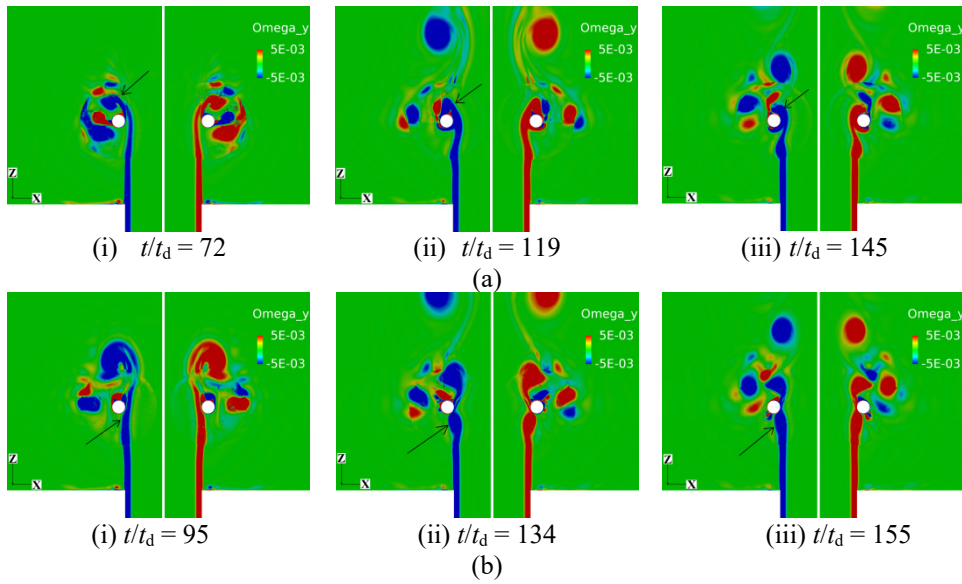 Omega_y Omega_y Omega_y
5E-03 5E-03 5E-03
-5E-03 -5E-03 -5E-03
Z Z Z
X X X
(i) t/td = 72 (ii) t/td = 119 (iii) t/td = 145
(a)
Omega_y Omega_y Omega_y
5E-03 5E-03 5E-03
-5E-03 -5E-03 -5E-03
Z Z Z
X X X
(i) t/td = 95 (ii) t/td = 134 (iii) t/td = 155
(b)